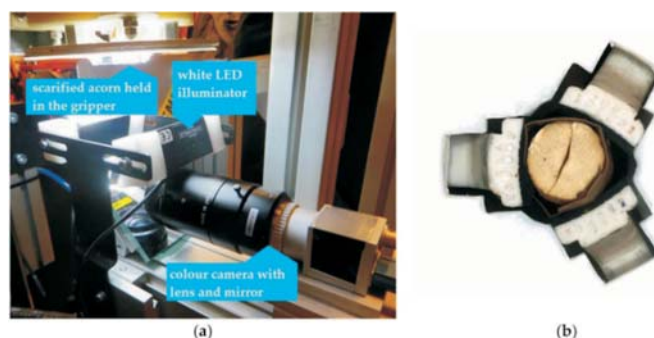 scarified acorn held
in the gripper
white LED
illuminator
colour camera with
lens and mirror
(a)
(b)